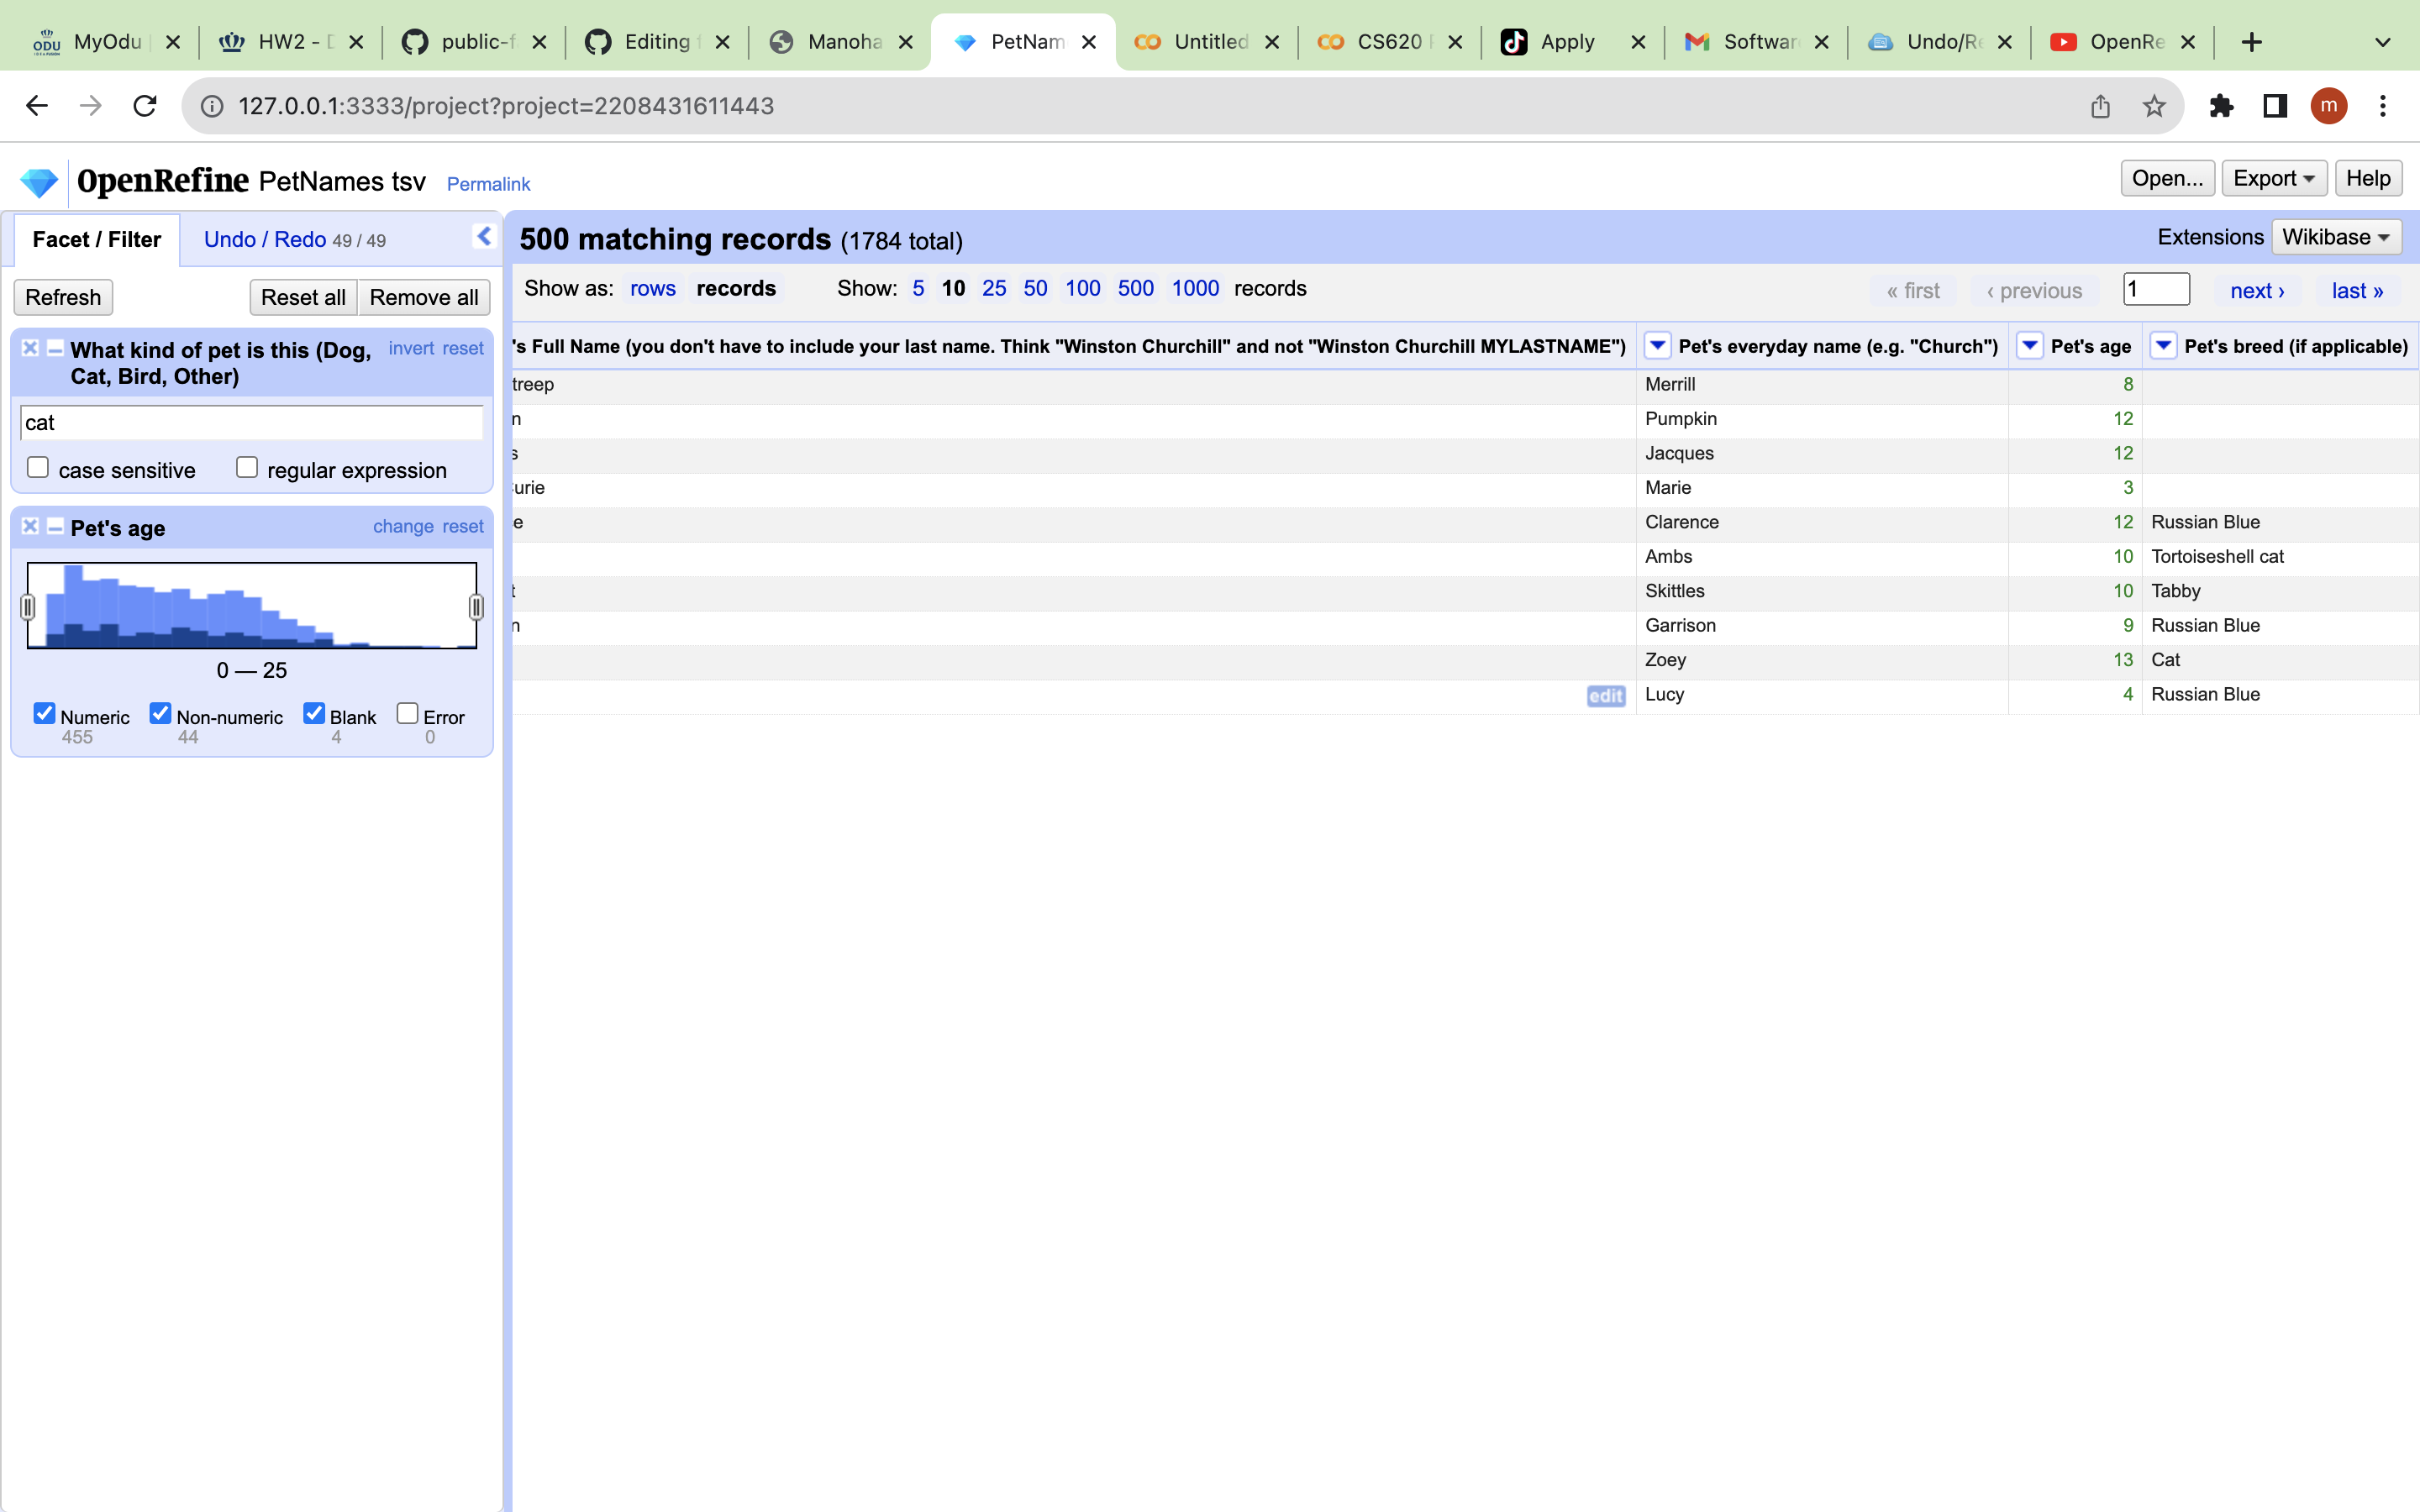 MyOdu HW2 - D public-f Editing f Manoha PetNam Untitled CS620 Apply Softwar Undo/Re OpenRe
127.0.0.1:3333/project?project=2208431611443 m
OpenRefine PetNames tsv Permalink Open... Export Help
Facet / Filter Undo / Redo 49 / 49 500 matching records (1784 total) Extensions Wikibase
Refresh Reset all Remove all Show as: rows records Show: 5 10 25 50 100 500 1000 records « first ‹ previous 1 next › last »
What kind of pet is this (Dog, Cat, Bird, Other) invert reset
cat
case sensitive regular expression
Pet's age change reset
0 — 25
Numeric Non-numeric Blank Error
455 44 4 0
's Full Name (you don't have to include your last name. Think "Winston Churchill" and not "Winston Churchill MYLASTNAME") Pet's everyday name (e.g. "Church") Pet's age Pet's breed (if applicable)
treep Merrill 8
n Pumpkin 12
s Jacques 12
Curie Marie 3
e Clarence 12 Russian Blue
Ambs 10 Tortoiseshell cat
t Skittles 10 Tabby
n Garrison 9 Russian Blue
Zoey 13 Cat
edit Lucy 4 Russian Blue